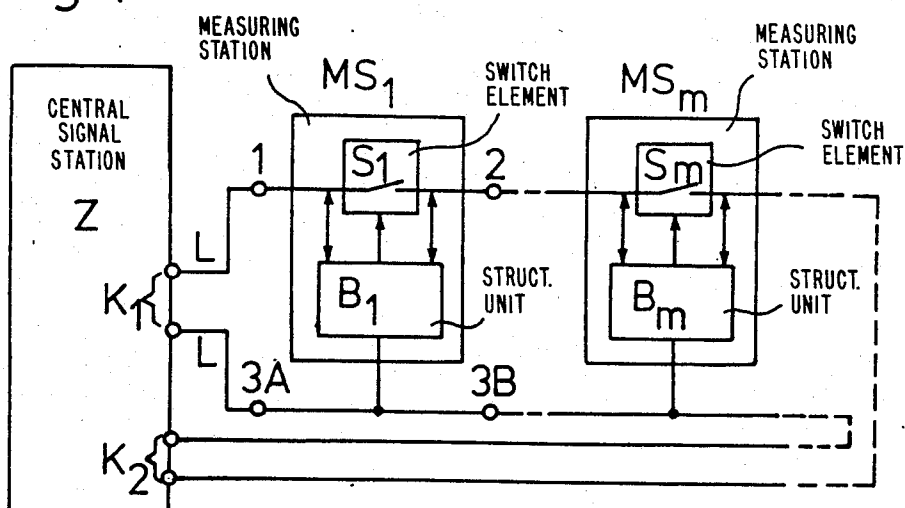 MEASURING
STATION
MEASURING
STATION
MS1
SWITCH
ELEMENT
MSm
SWITCH
ELEMENT
CENTRAL
SIGNAL
STATION
Z
1
S1
2
Sm
L
K1
B1
STRUCT.
UNIT
Bm
STRUCT.
UNIT
L
3A
3B
K2